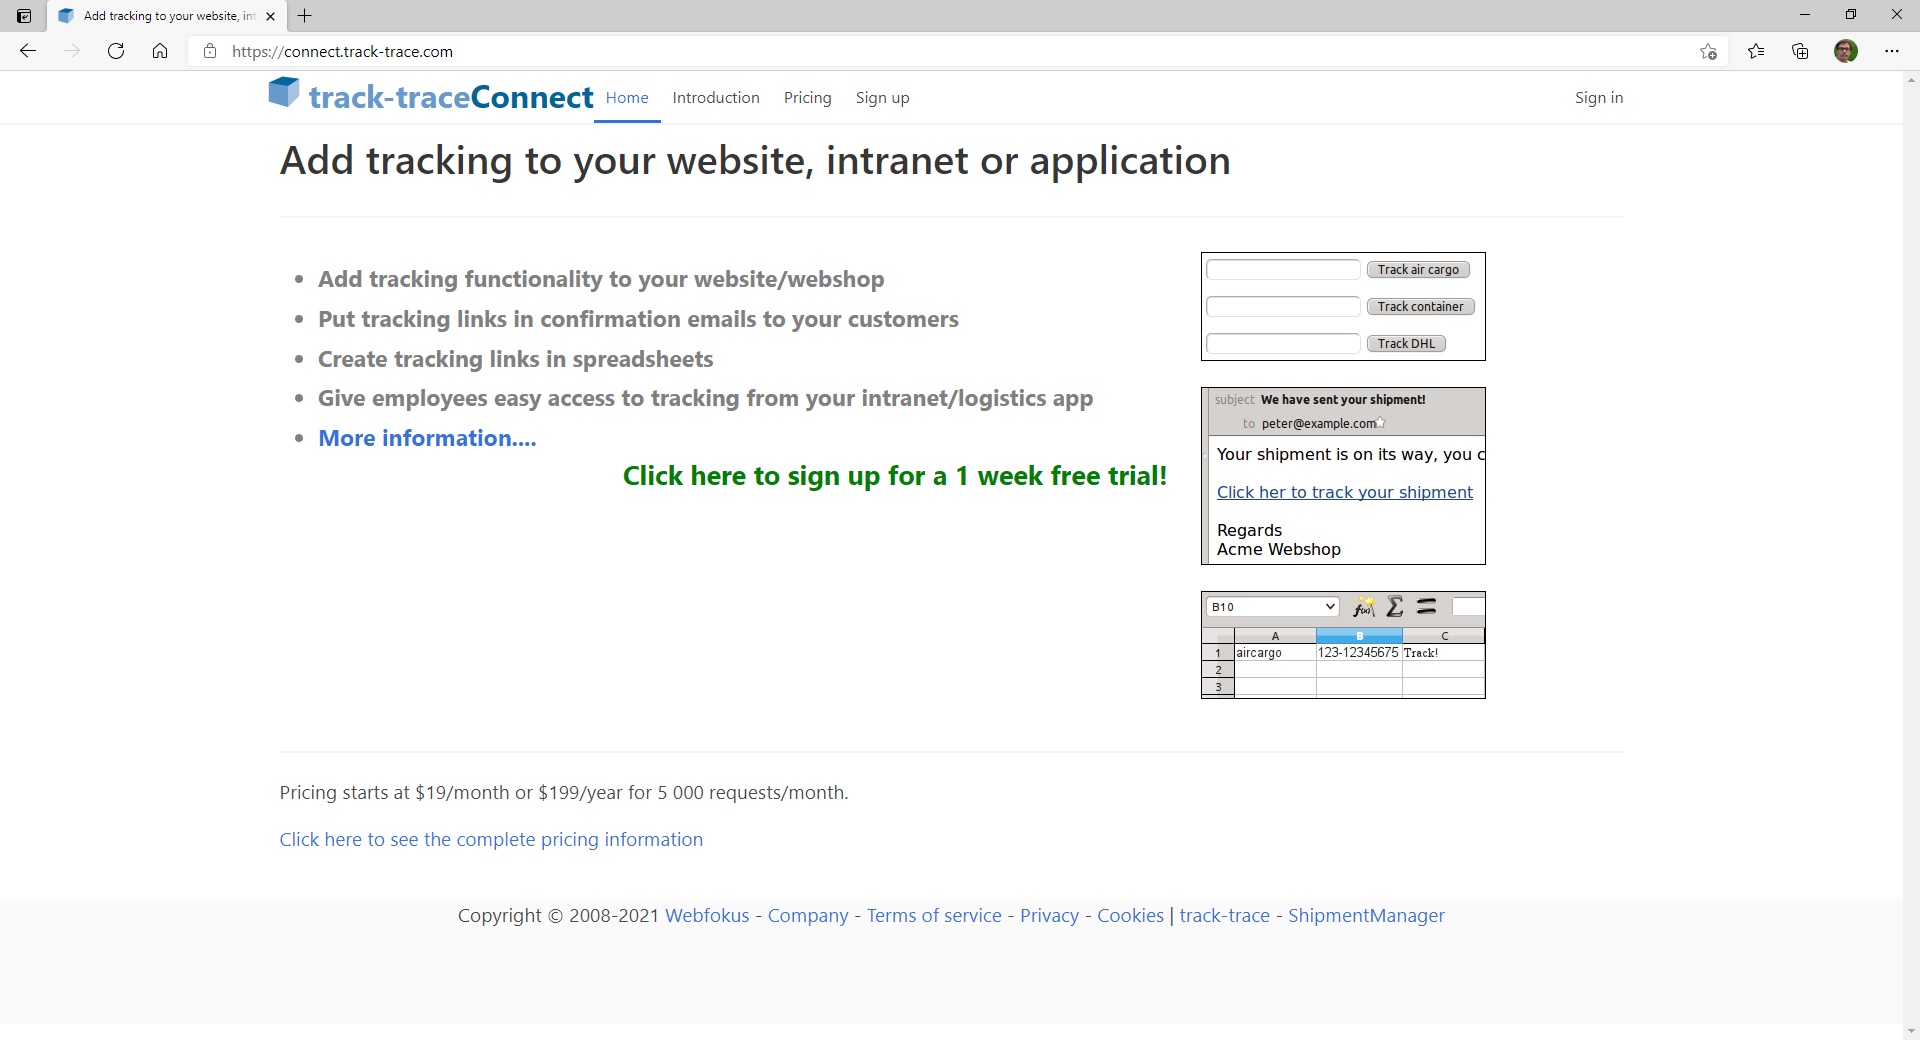 Add tracking to your website, int
https://connect.track-trace.com
track-traceConnect Home Introduction Pricing Sign up Sign in
Add tracking to your website, intranet or application
• Add tracking functionality to your website/webshop
• Put tracking links in confirmation emails to your customers
• Create tracking links in spreadsheets
• Give employees easy access to tracking from your intranet/logistics app
• More information....
Click here to sign up for a 1 week free trial!
Track air cargo
Track container
Track DHL
subject We have sent your shipment!
to peter@example.com
Your shipment is on its way, you c
Click her to track your shipment
Regards
Acme Webshop
B10 f(x) Σ =
A B C
1 aircargo 123-12345675 Track!
2
3
Pricing starts at $19/month or $199/year for 5 000 requests/month.
Click here to see the complete pricing information
Copyright © 2008-2021 Webfokus - Company - Terms of service - Privacy - Cookies | track-trace - ShipmentManager